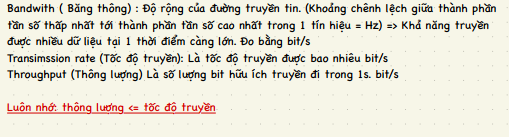 Bandwith ( Băng thông) : Độ rộng của đường truyền tin. (Khoảng chênh lệch giữa thành phần
tần số thấp nhất tới thành phần tần số cao nhất trong 1 tín hiệu = Hz) => Khả năng truyền
được nhiều dữ liệu tại 1 thời điểm càng lớn. Đo bằng bit/s
Transimssion rate (Tốc độ truyền): Là tốc độ truyền được bao nhiêu bit/s
Throughput (Thông lượng) Là số lượng bit hữu ích truyền đi trong 1s. bit/s
Luôn nhớ: thông lượng <= tốc độ truyền